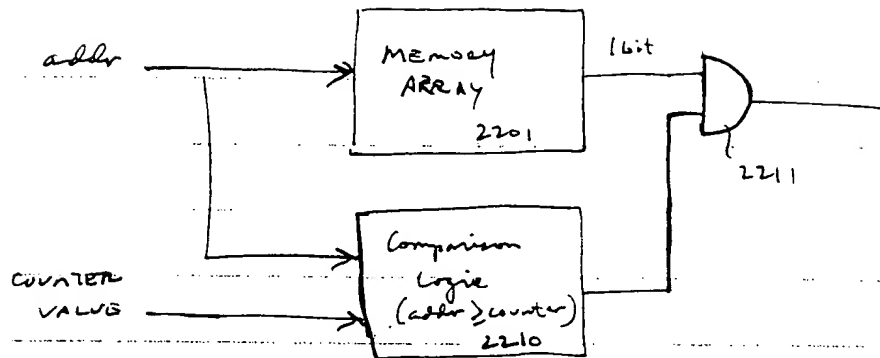 addr
MEMORY
ARRAY
2201
1bit
2211
COUNTER
VALUE
Comparison
Logic
(addr ≥ counter)
2210